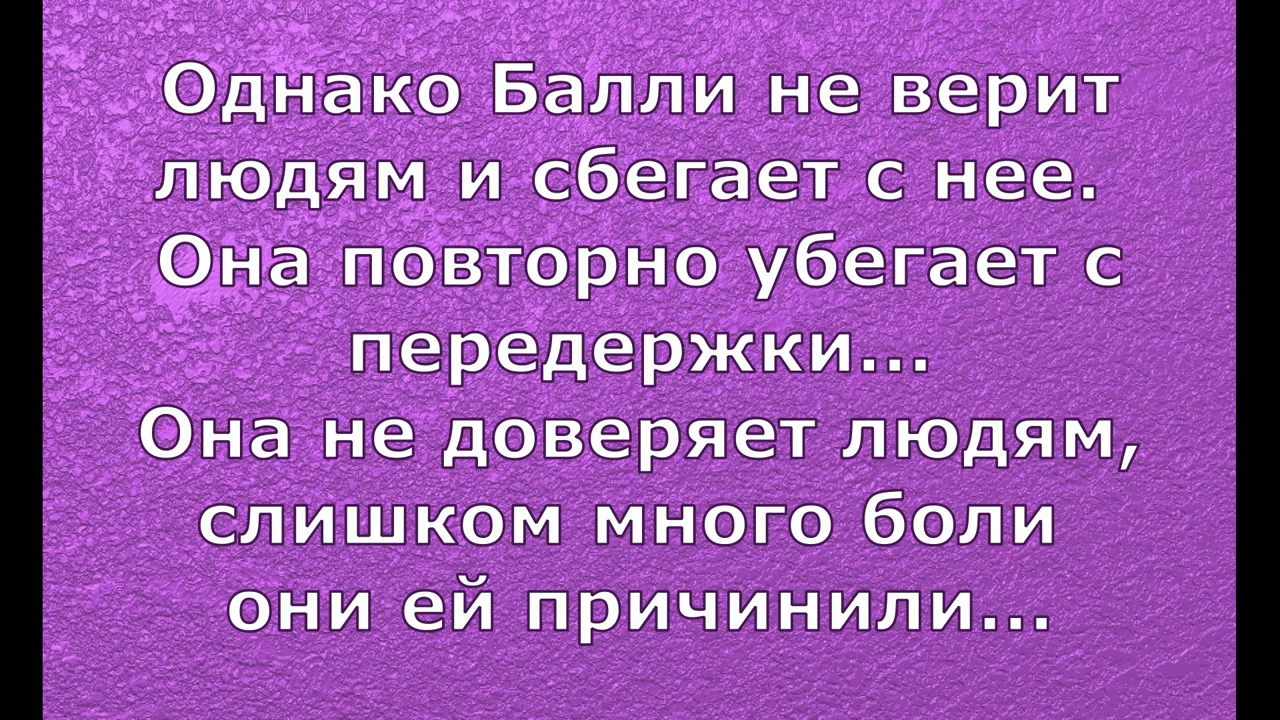 Однако Балли не верит
людям и сбегает с нее.
Она повторно убегает с
передержки...
Она не доверяет людям,
слишком много боли
они ей причинили...